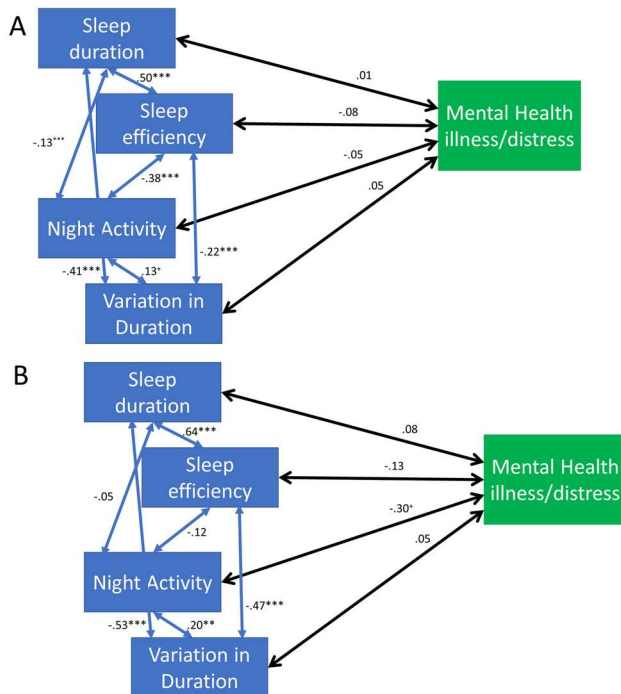 A
Sleep
duration
.50***
.01
Sleep
efficiency
-.08
Mental Health
illness/distress
-.13***
-.05
-.38***
.05
Night Activity
-.22***
-.41***
.13⁺
Variation in
Duration
B
Sleep
duration
.64***
.08
Sleep
efficiency
-.13
Mental Health
illness/distress
-.05
-.30⁺
-.12
.05
Night Activity
-.47***
-.53***
.20**
Variation in
Duration